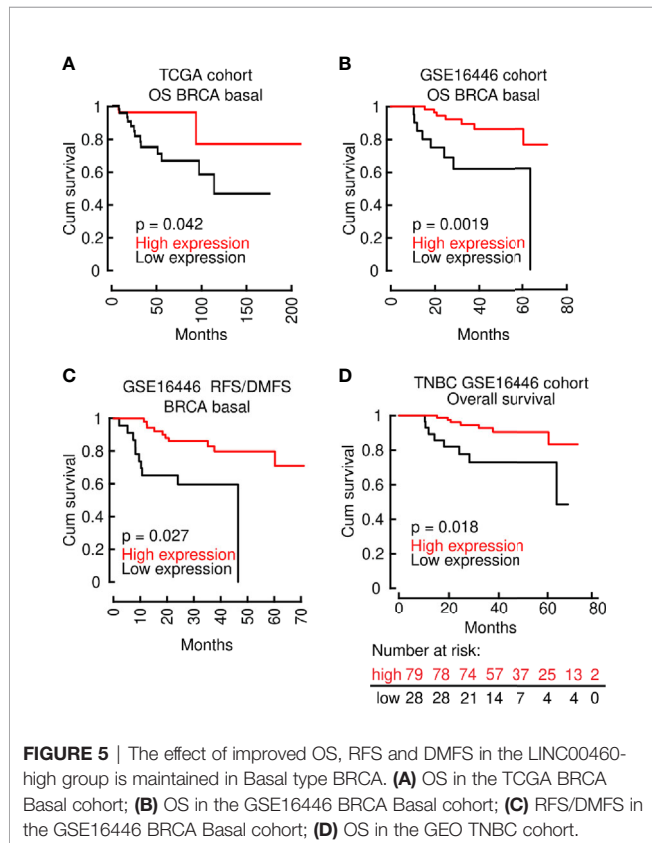 A
TCGA cohort
OS BRCA basal
Cum survival
1
0.8
0.6
0.4
0.2
0
p = 0.042
High expression
Low expression
0
50
100
150
200
Months
B
GSE16446 cohort
OS BRCA basal
Cum survival
1
0.8
0.6
0.4
0.2
0
p = 0.0019
High expression
Low expression
0
20
40
60
80
Months
C
GSE16446 RFS/DMFS
BRCA basal
Cum survival
1
0.8
0.6
0.4
0.2
0
p = 0.027
High expression
Low expression
0
10
20
30
40
50
60
70
Months
D
TNBC GSE16446 cohort
Overall survival
Cum survival
1
0.8
0.6
0.4
0.2
0
p = 0.018
High expression
Low expression
0
20
40
60
80
Months
Number at risk:
high 79 78 74 57 37 25 13 2
low 28 28 21 14 7 4 4 0
FIGURE 5 | The effect of improved OS, RFS and DMFS in the LINC00460-
high group is maintained in Basal type BRCA. (A) OS in the TCGA BRCA
Basal cohort; (B) OS in the GSE16446 BRCA Basal cohort; (C) RFS/DMFS in
the GSE16446 BRCA Basal cohort; (D) OS in the GEO TNBC cohort.